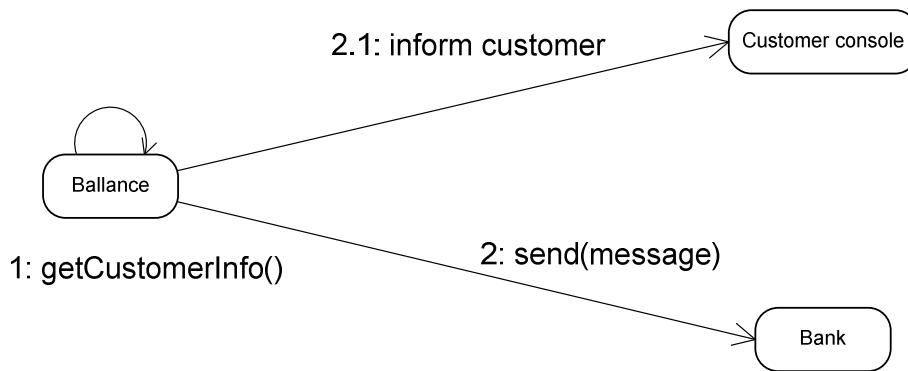 2.1: inform customer
Customer console
Ballance
1: getCustomerInfo()
2: send(message)
Bank